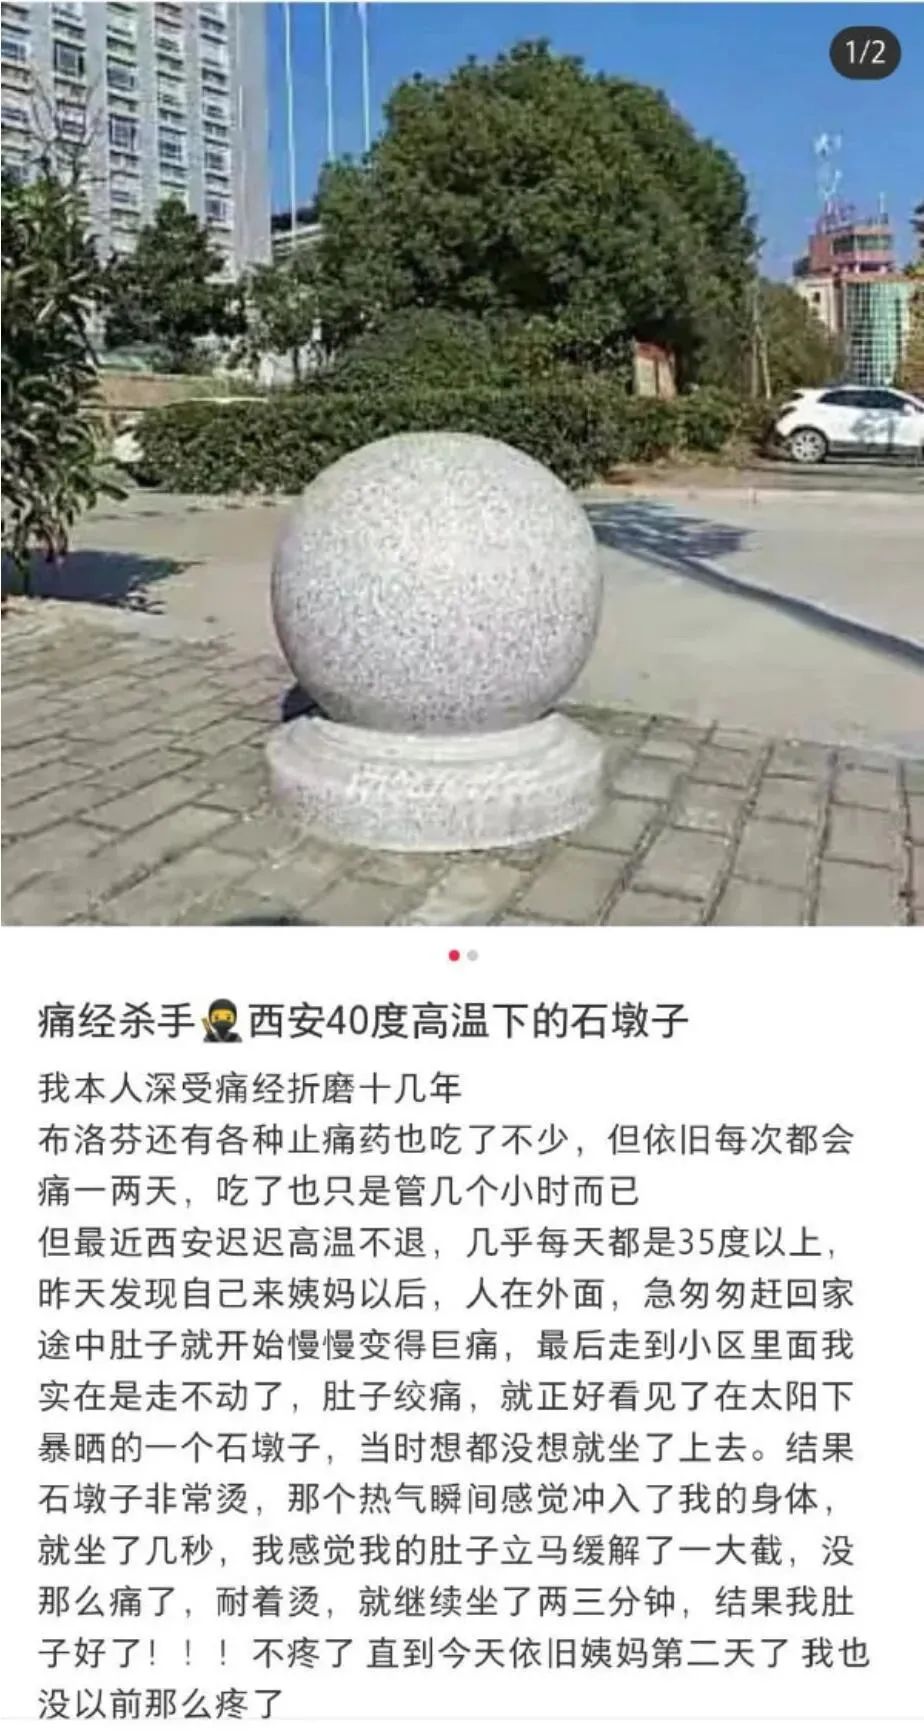 1/2
痛经杀手🥷西安40度高温下的石墩子
我本人深受痛经折磨十几年
布洛芬还有各种止痛药也吃了不少，但依旧每次都会
痛一两天，吃了也只是管几个小时而已
但最近西安迟迟高温不退，几乎每天都是35度以上，
昨天发现自己来姨妈以后，人在外面，急匆匆赶回家
途中肚子就开始慢慢变得巨痛，最后走到小区里面我
实在是走不动了，肚子绞痛，就正好看见了在太阳下
暴晒的一个石墩子，当时想都没想就坐了上去。结果
石墩子非常烫，那个热气瞬间感觉冲入了我的身体，
就坐了几秒，我感觉我的肚子立马缓解了一大截，没
那么痛了，耐着烫，就继续坐了两三分钟，结果我肚
子好了！！！不疼了 直到今天依旧姨妈第二天了 我也
没以前那么疼了